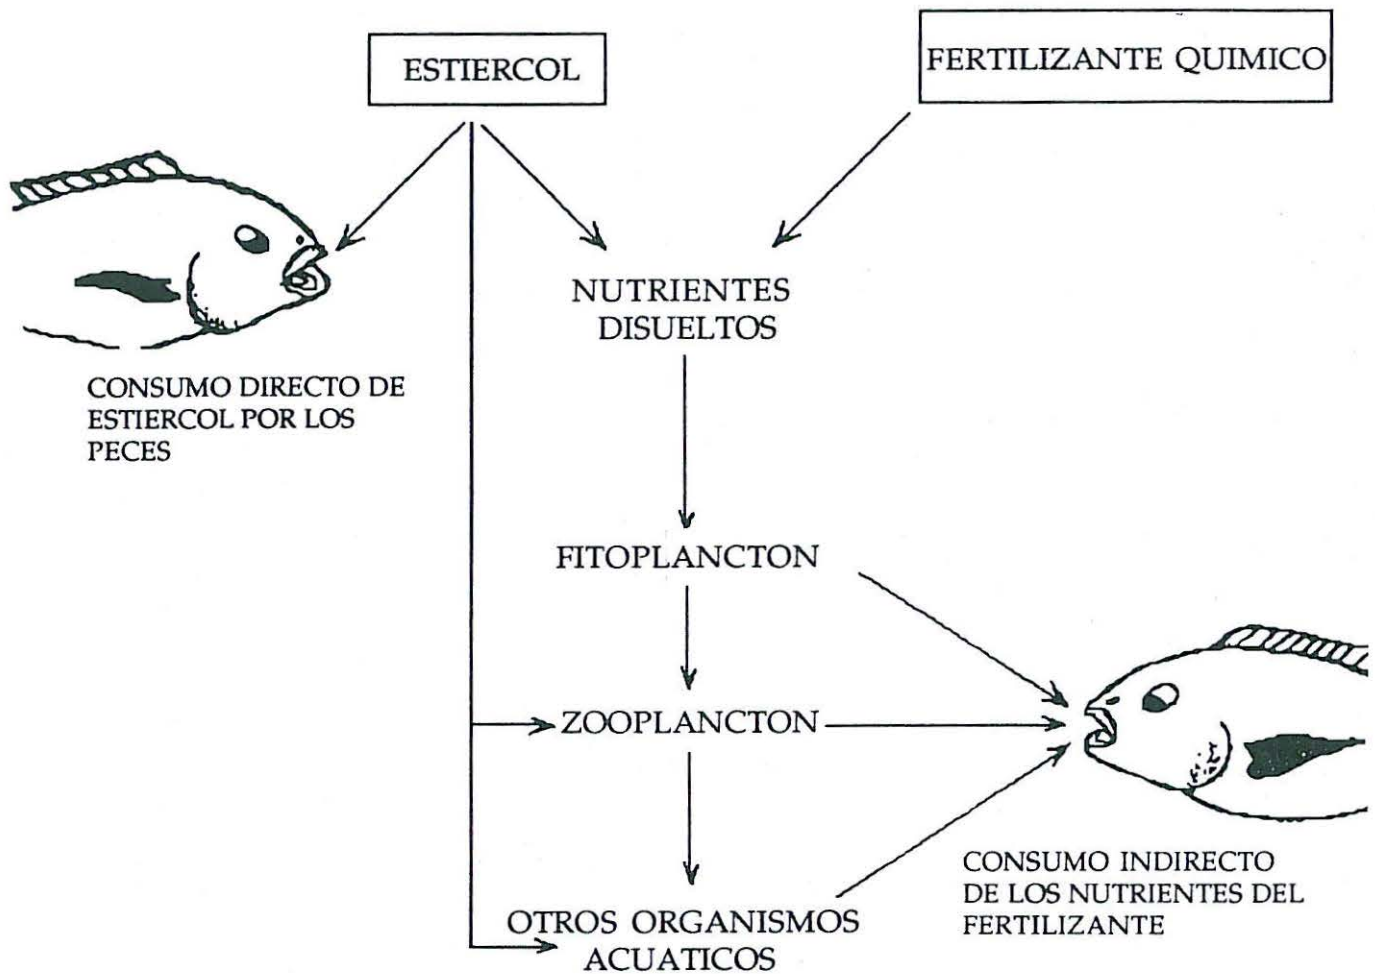 ESTIERCOL
FERTILIZANTE QUIMICO
NUTRIENTES
DISUELTOS
CONSUMO DIRECTO DE
ESTIERCOL POR LOS
PECES
FITOPLANCTON
ZOOPLANCTON
CONSUMO INDIRECTO
DE LOS NUTRIENTES DEL
FERTILIZANTE
OTROS ORGANISMOS
ACUATICOS